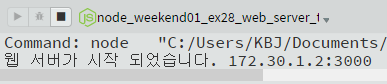 node_weekend01_ex28_web_server_
Command: node "C:/Users/KBJ/Documents/
웹 서버가 시작 되었습니다. 172.30.1.2:3000